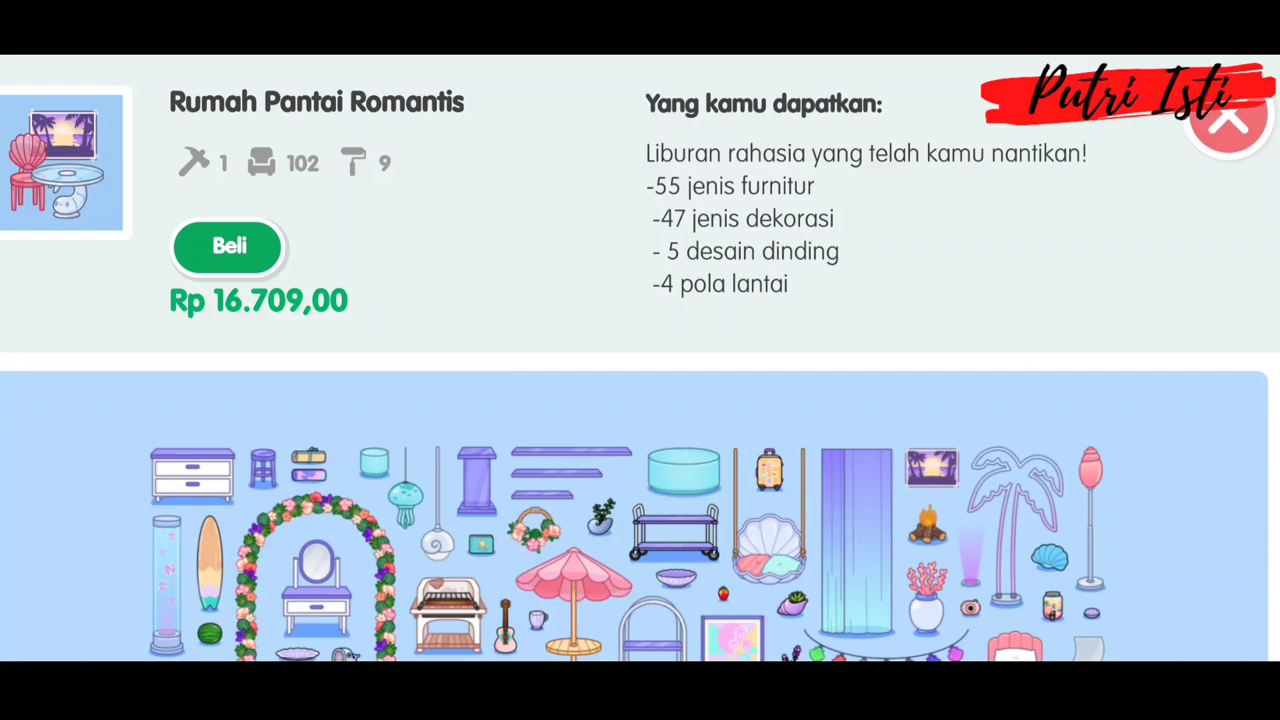 Rumah Pantai Romantis
1 102 9
Beli
Rp 16.709,00
Yang kamu dapatkan:
Liburan rahasia yang telah kamu nantikan!
-55 jenis furnitur
-47 jenis dekorasi
- 5 desain dinding
-4 pola lantai
Putri Isti